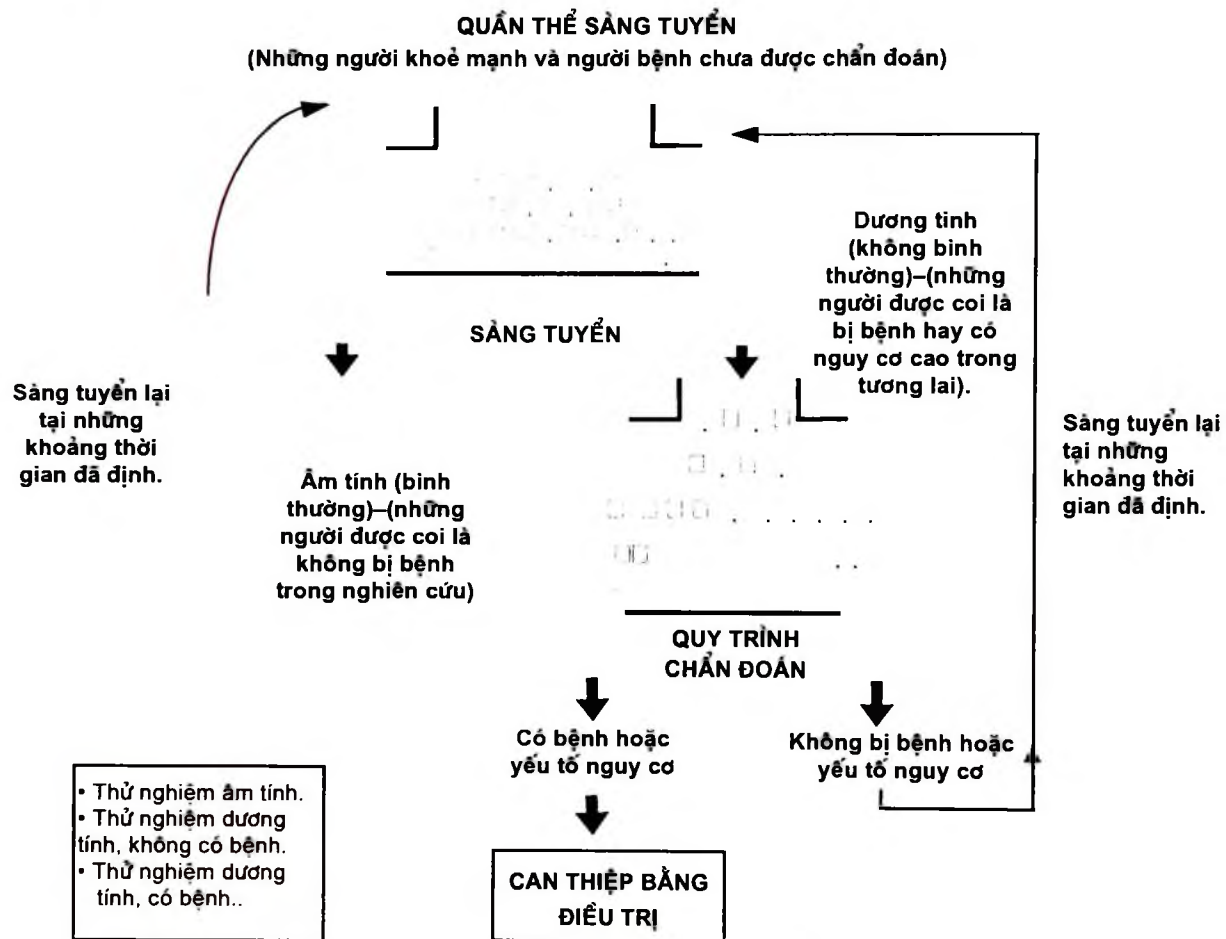 QUẦN THỂ SÀNG TUYỂN
(Những người khoẻ mạnh và người bệnh chưa được chẩn đoán)
Dương tinh
(không binh
thường)–(những
người được coi là
bị bệnh hay có
nguy cơ cao trong
tương lai).
SÀNG TUYỂN
Sàng tuyển lại
tại những
khoảng thời
gian đã định.
Sàng tuyển lại
tại những
khoảng thời
gian đã định.
Âm tính (bình
thường)–(những
người được coi là
không bị bệnh
trong nghiên cứu)
QUY TRÌNH
CHẨN ĐOÁN
Có bệnh hoặc
yếu tố nguy cơ
Không bị bệnh hoặc
yếu tố nguy cơ
• Thử nghiệm âm tính.
• Thử nghiệm dương
tính, không có bệnh.
• Thử nghiệm dương
tính, có bệnh..
CAN THIỆP BẰNG
ĐIỀU TRỊ